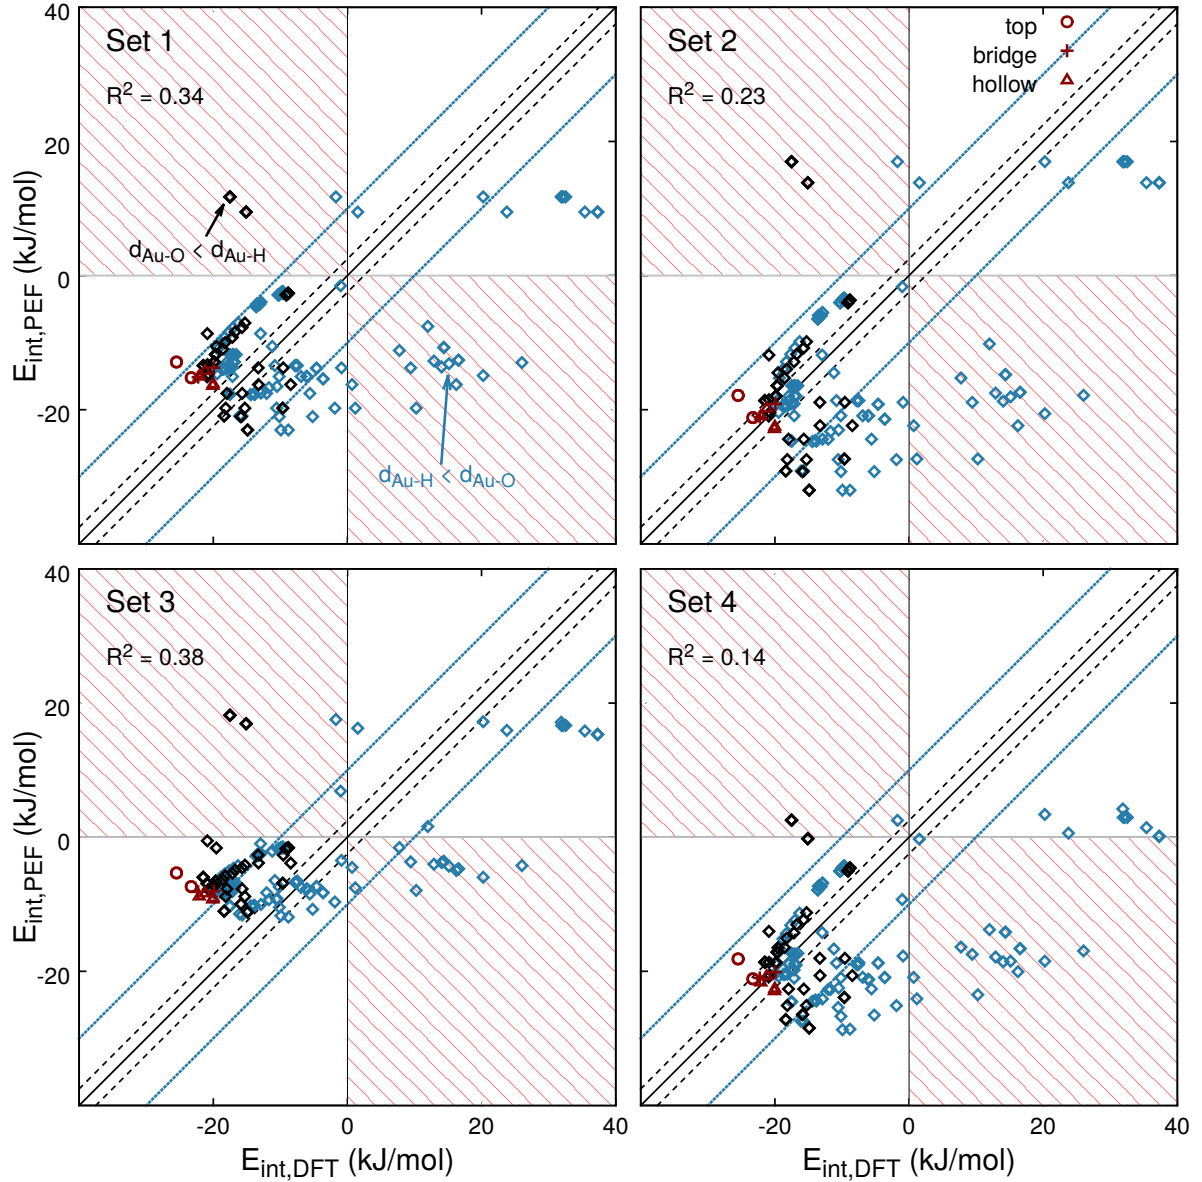 40
20
0
-20
E_int,PEF (kJ/mol)
Set 1
R² = 0.34
d_Au-O < d_Au-H
d_Au-H < d_Au-O
Set 2
R² = 0.23
top
bridge
hollow
40
20
0
-20
E_int,PEF (kJ/mol)
Set 3
R² = 0.38
Set 4
R² = 0.14
-20 0 20 40
-20 0 20 40
E_int,DFT (kJ/mol)
E_int,DFT (kJ/mol)